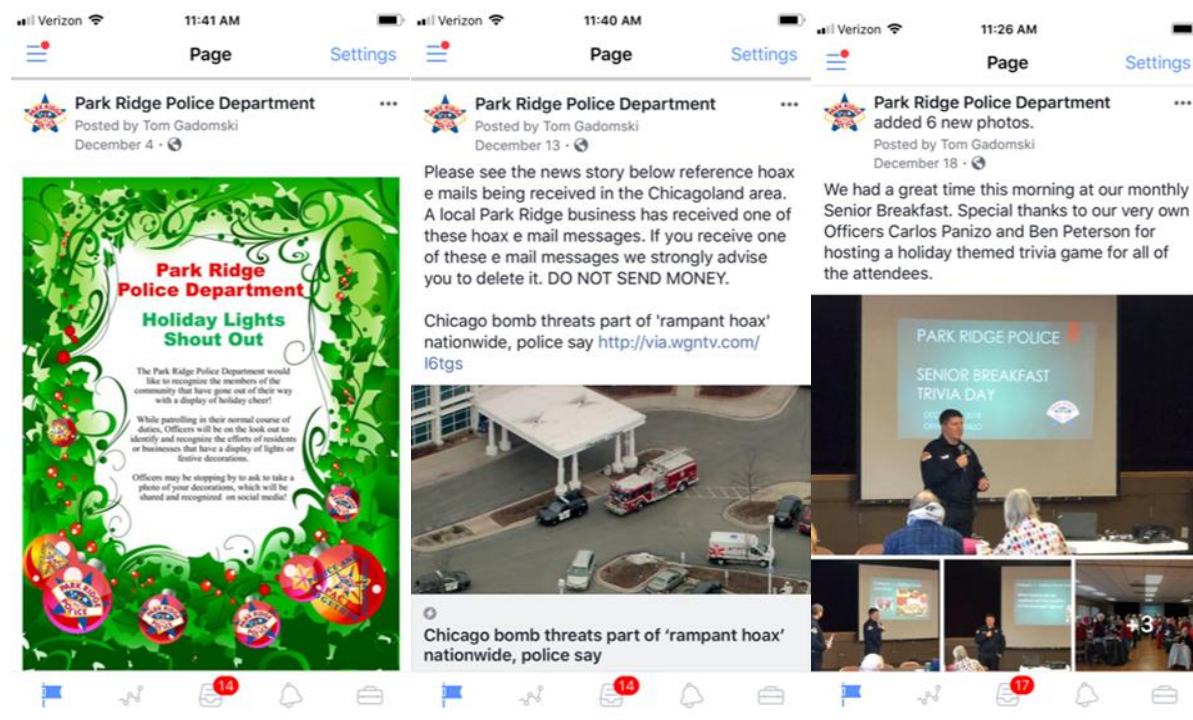 Verizon
11:41 AM
Page
Settings
Park Ridge Police Department
Posted by Tom Gadomski
December 4 ·
Park Ridge
Police Department
Holiday Lights
Shout Out
The Park Ridge Police Department would
like to recognize the members of the
community that have gone out of their way
with a display of holiday cheer!
While patrolling in their normal course of
duties, Officers will be on the look out to
identify and recognize the efforts of residents
or businesses that have a display of lights or
festive decorations.
Officers may be stopping by to ask to take a
photo of your decorations, which will be
shared and recognized on social media!
PARK RIDGE
POLICE
14
Verizon
11:40 AM
Page
Settings
Park Ridge Police Department
Posted by Tom Gadomski
December 13 ·
Please see the news story below reference hoax
e mails being received in the Chicagoland area.
A local Park Ridge business has received one of
these hoax e mail messages. If you receive one
of these e mail messages we strongly advise
you to delete it. DO NOT SEND MONEY.
Chicago bomb threats part of 'rampant hoax'
nationwide, police say http://via.wgntv.com/
l6tgs
Chicago bomb threats part of ‘rampant hoax’
nationwide, police say
14
Verizon
11:26 AM
Page
Settings
Park Ridge Police Department
added 6 new photos.
Posted by Tom Gadomski
December 18 ·
We had a great time this morning at our monthly
Senior Breakfast. Special thanks to our very own
Officers Carlos Panizo and Ben Peterson for
hosting a holiday themed trivia game for all of
the attendees.
PARK RIDGE POLICE
SENIOR BREAKFAST
TRIVIA DAY
+3
17